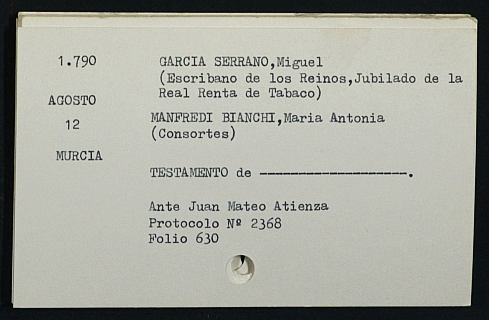 1.790
GARCIA SERRANO,Miguel
(Escribano de los Reinos,Jubilado de la
Real Renta de Tabaco)
AGOSTO
12
MANFREDI BIANCHI,Maria Antonia
(Consortes)
MURCIA
TESTAMENTO de -------------------.
Ante Juan Mateo Atienza
Protocolo Nº 2368
Folio 630